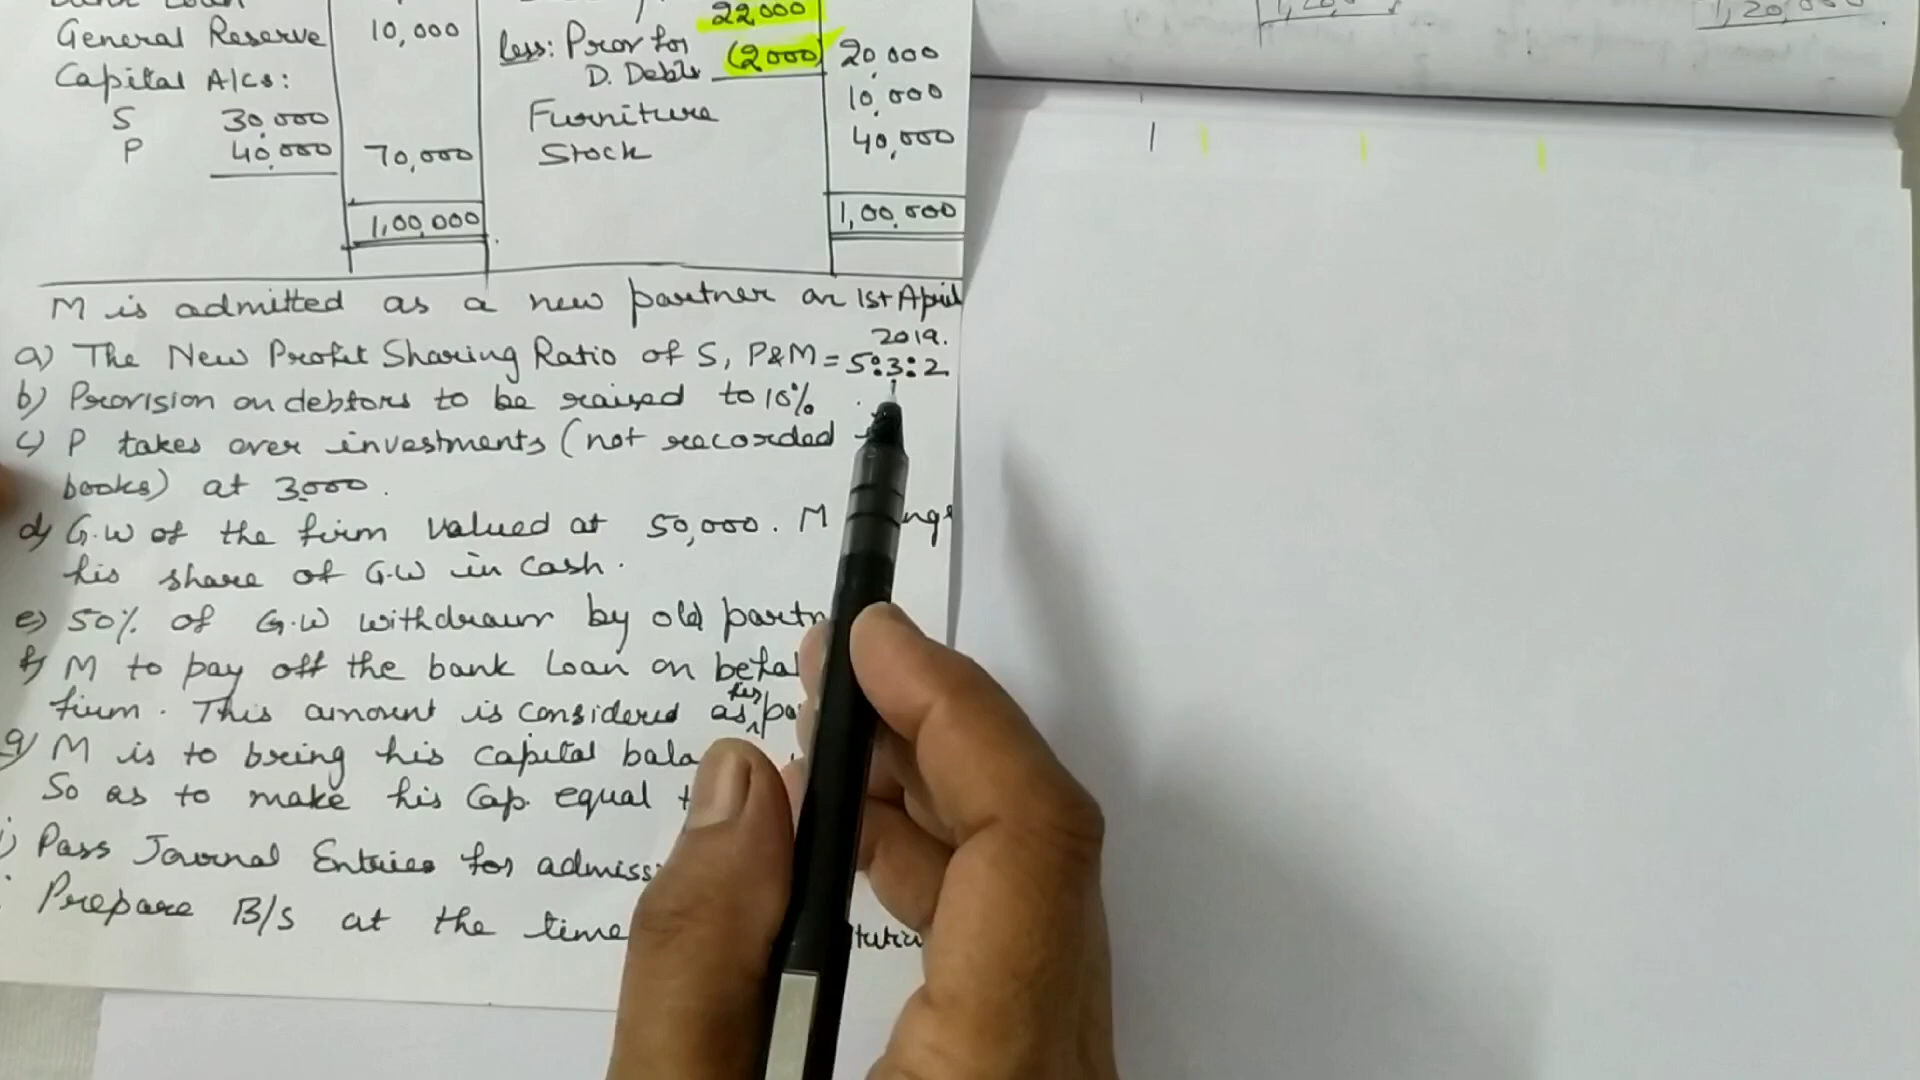 General Reserve 10,000
22,000
Less: Prov for (2000) 20,000
D. Debts
Capital A/cs:
S 30,000
Furniture 10,000
P 40,000 70,000
Stock 40,000
1,00,000 1,00,000
M is admitted as a new partner on 1st April
2019.
a) The New Profit Sharing Ratio of S, P&M = 5:3:2
b) Provision on debtors to be raised to 10%
c) P takes over investments (not recorded
books) at 3000.
d) G.W of the firm valued at 50,000. M
his share of G.W in cash.
e) 50% of G.W withdrawn by old
f) M to pay off the bank Loan on
firm. This amount is considered as his
g) M is to bring his capital
So as to make his Cap. equal
i) Pass Journal Entries for
Prepare B/S at the time
1,20,000